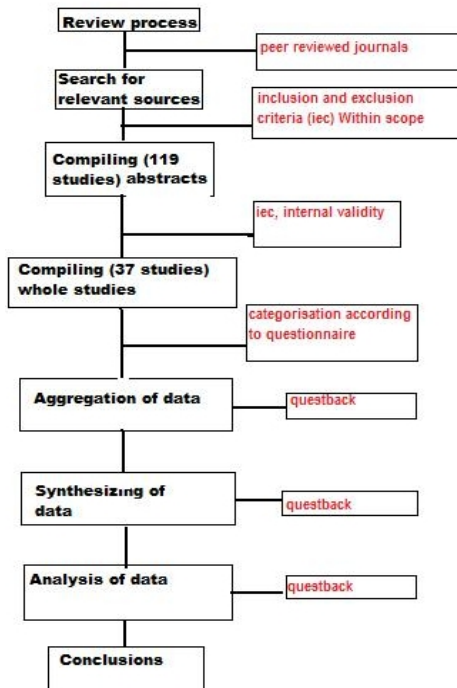 Review process
peer reviewed journals
Search for
relevant sources
inclusion and exclusion
criteria (iec) Within scope
Compiling (119
studies) abstracts
iec, internal validity
Compiling (37 studies)
whole studies
categorisation according
to questionnaire
Aggregation of data
questback
Synthesizing of
data
questback
Analysis of data
questback
Conclusions